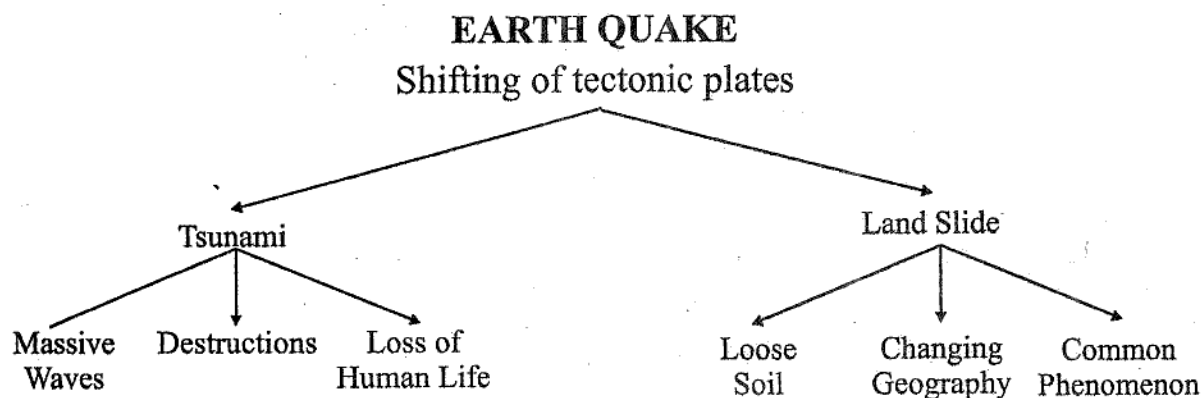 EARTH QUAKE
Shifting of tectonic plates
Tsunami
Land Slide
Massive
Waves
Destructions
Loss of
Human Life
Loose
Soil
Changing
Geography
Common
Phenomenon